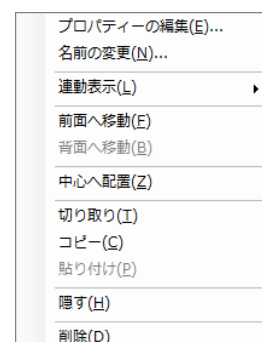 プロパティーの編集(E)...
名前の変更(N)...
連動表示(L)
前面へ移動(F)
背面へ移動(B)
中心へ配置(Z)
切り取り(T)
コピー(C)
貼り付け(P)
隠す(H)
削除(D)